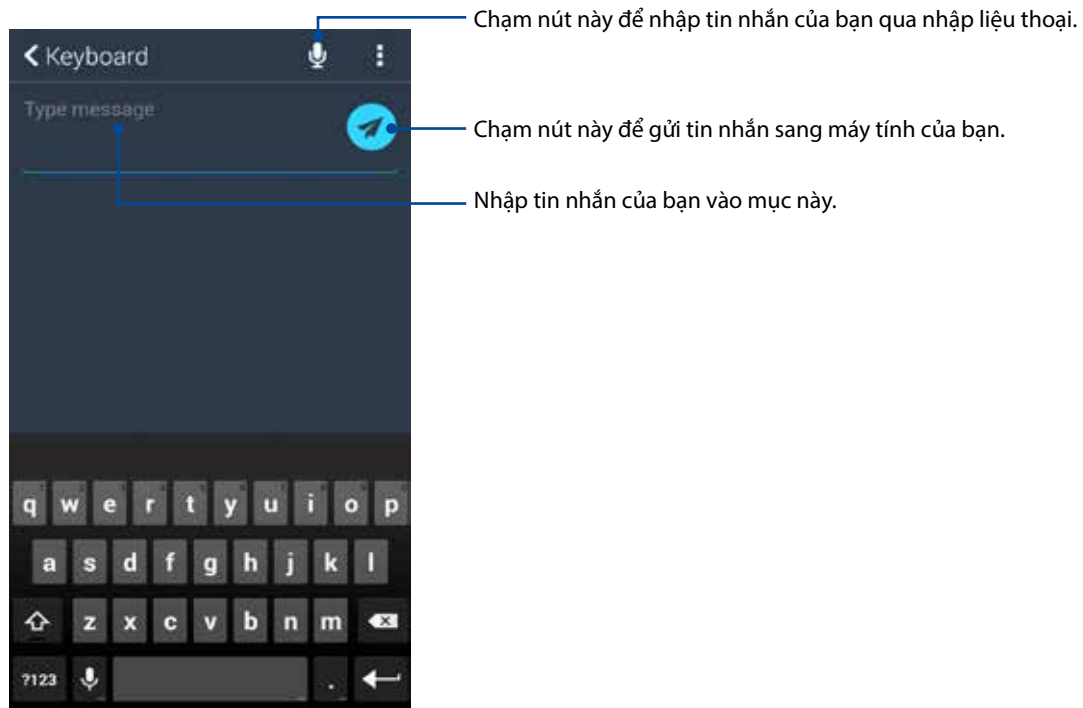 Chạm nút này để nhập tin nhắn của bạn qua nhập liệu thoại.
Keyboard
Type message
Chạm nút này để gửi tin nhắn sang máy tính của bạn.
Nhập tin nhắn của bạn vào mục này.
q w e r t y u i o p
a s d f g h j k l
z x c v b n m
?123 .